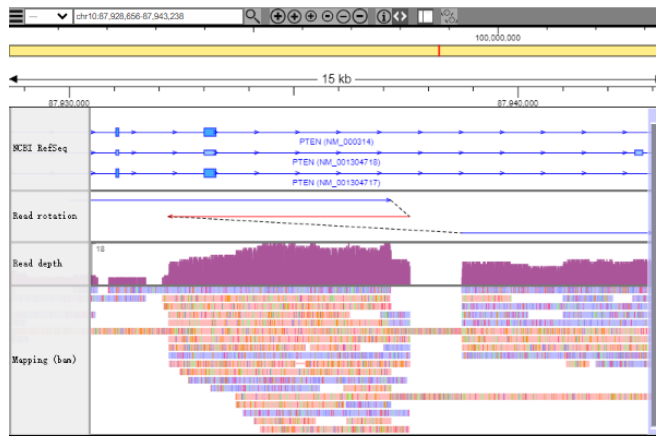 chr10:87,928,656-87,943,238
100,000,000
15 kb
87,930,000
87,940,000
NCBI RefSeq
PTEN (NM_000314)
PTEN (NM_001304718)
PTEN (NM_001304717)
Read rotation
Read depth
18
Mapping (bam)